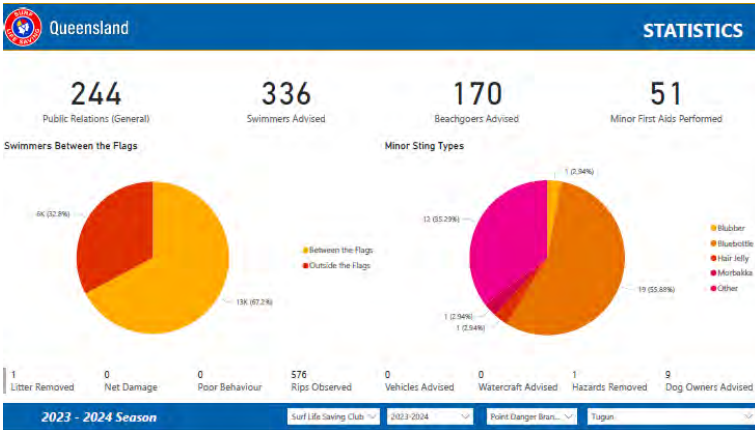 SURF
LIFE SAVING
Queensland
STATISTICS
244
Public Relations (General)
336
Swimmers Advised
170
Beachgoers Advised
51
Minor First Aids Performed
Swimmers Between the Flags
6K (32.8%)
13K (67.2%)
Between the Flags
Outside the Flags
Minor Sting Types
1 (2.94%)
12 (35.29%)
19 (55.88%)
1 (2.94%)
1 (2.94%)
Blubber
Bluebottle
Hair Jelly
Morbakka
Other
1
Litter Removed
0
Net Damage
0
Poor Behaviour
576
Rips Observed
0
Vehicles Advised
0
Watercraft Advised
1
Hazards Removed
9
Dog Owners Advised
2023 - 2024 Season
Surf Life Saving Club
2023-2024
Point Danger Bran...
Tugun